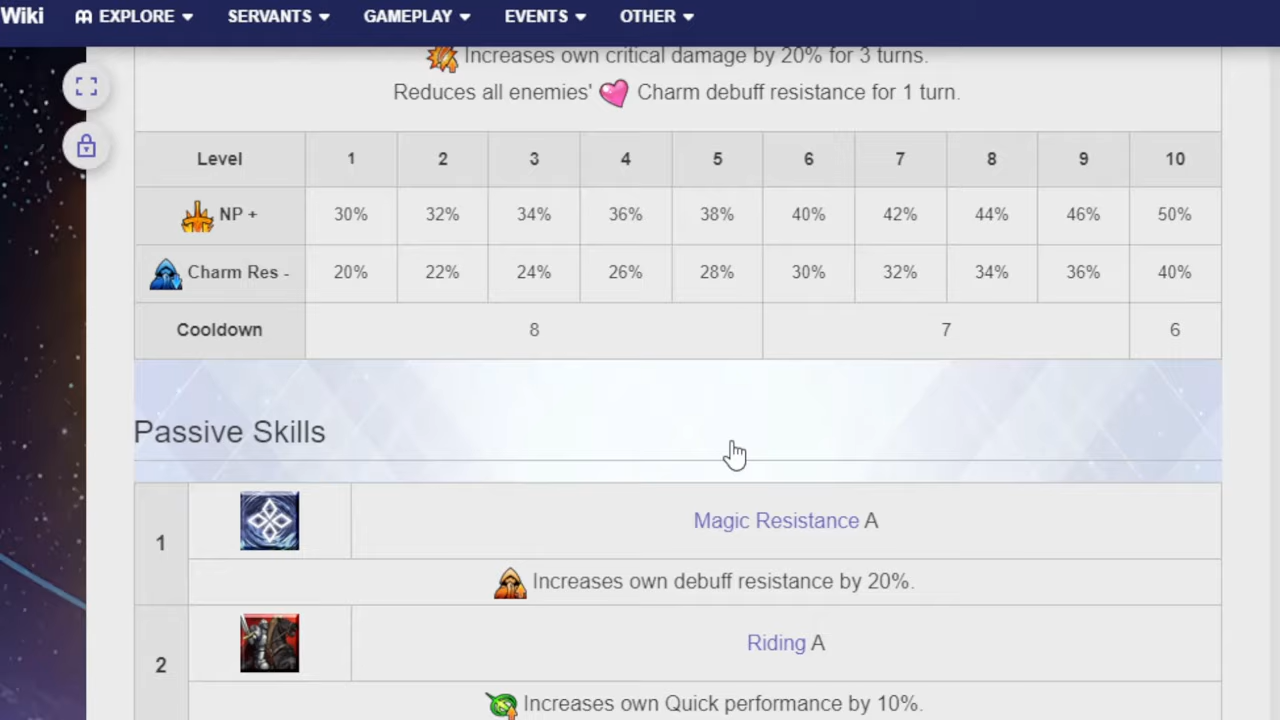 Wiki EXPLORE SERVANTS GAMEPLAY EVENTS OTHER
Increases own critical damage by 20% for 3 turns.
Reduces all enemies' Charm debuff resistance for 1 turn.
Level 1 2 3 4 5 6 7 8 9 10
NP + 30% 32% 34% 36% 38% 40% 42% 44% 46% 50%
Charm Res - 20% 22% 24% 26% 28% 30% 32% 34% 36% 40%
Cooldown 8 7 6
Passive Skills
1 Magic Resistance A
Increases own debuff resistance by 20%.
2 Riding A
Increases own Quick performance by 10%.